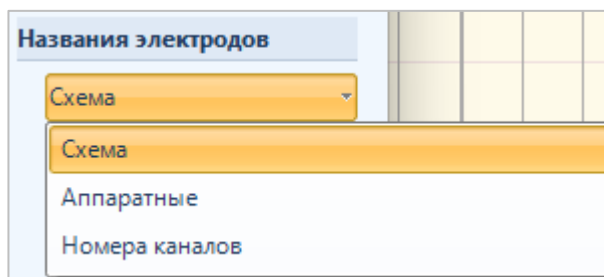 Названия электродов
Схема
Схема
Аппаратные
Номера каналов